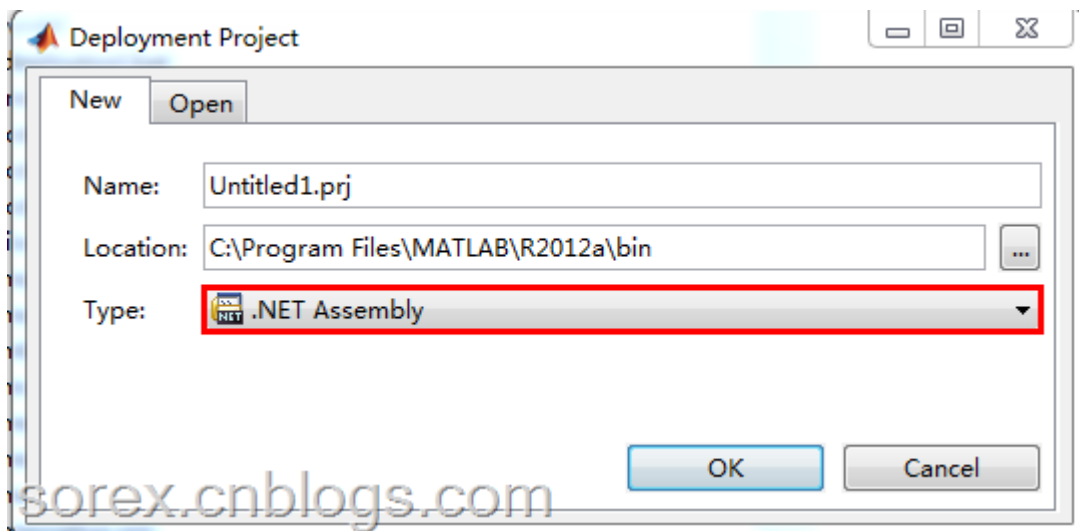 Deployment Project
New
Open
Name: Untitled1.prj
Location: C:\Program Files\MATLAB\R2012a\bin ...
Type: .NET Assembly
OK Cancel
sorex.cnblogs.com